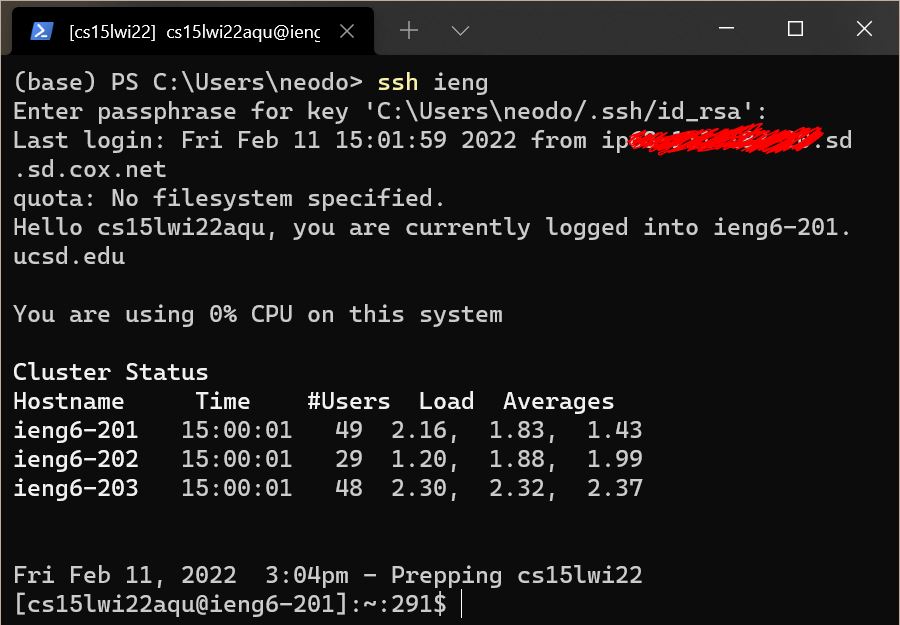 [cs15lwi22] cs15lwi22aqu@ieng
(base) PS C:\Users\neodo> ssh ieng
Enter passphrase for key 'C:\Users\neodo/.ssh/id_rsa':
Last login: Fri Feb 11 15:01:59 2022 from ip .sd
.sd.cox.net
quota: No filesystem specified.
Hello cs15lwi22aqu, you are currently logged into ieng6-201.
ucsd.edu
You are using 0% CPU on this system
Cluster Status
Hostname Time #Users Load Averages
ieng6-201 15:00:01 49 2.16, 1.83, 1.43
ieng6-202 15:00:01 29 1.20, 1.88, 1.99
ieng6-203 15:00:01 48 2.30, 2.32, 2.37
Fri Feb 11, 2022 3:04pm - Prepping cs15lwi22
[cs15lwi22aqu@ieng6-201]:~:291$